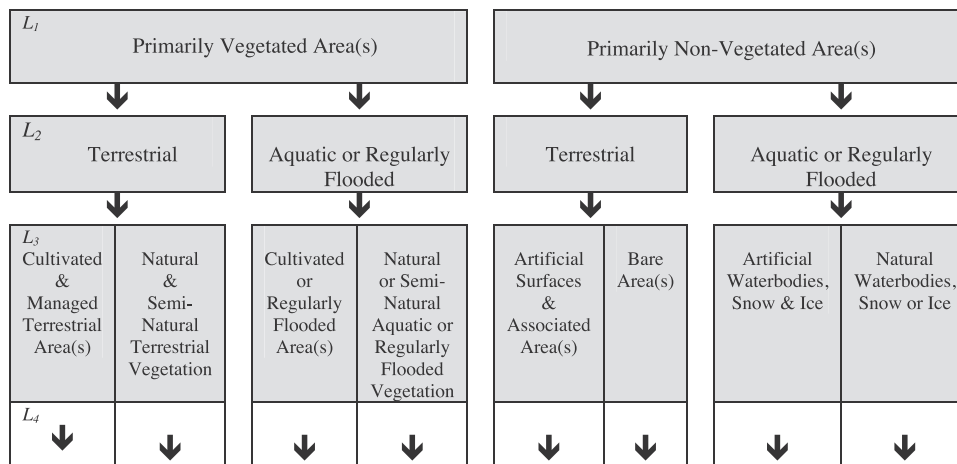 L1
Primarily Vegetated Area(s)
Primarily Non-Vegetated Area(s)
L2
Terrestrial
Aquatic or Regularly
Flooded
Terrestrial
Aquatic or Regularly
Flooded
L3
Cultivated
&
Managed
Terrestrial
Area(s)
Natural
&
Semi-
Natural
Terrestrial
Vegetation
Cultivated
or
Regularly
Flooded
Area(s)
Natural
or Semi-
Natural
Aquatic or
Regularly
Flooded
Vegetation
Artificial
Surfaces
&
Associated
Area(s)
Bare
Area(s)
Artificial
Waterbodies,
Snow & Ice
Natural
Waterbodies,
Snow or Ice
L4